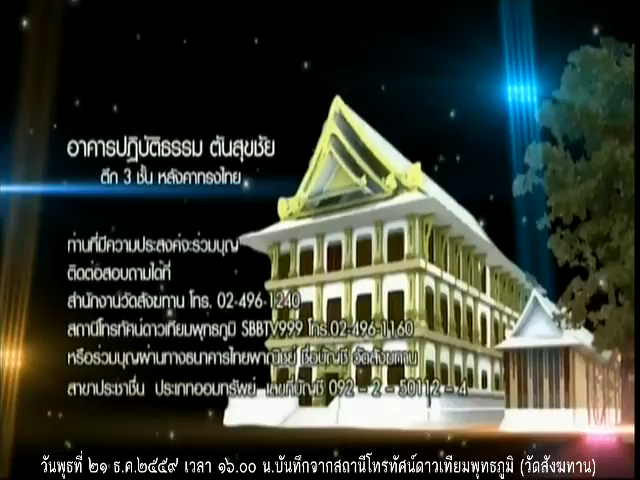 อาคารปฏิบัติธรรม ตันสุขชัย
ตึก 3 ชั้น หลังคาทรงไทย
ท่านที่มีความประสงค์จะร่วมบุญ
ติดต่อสอบถามได้ที่
สำนักงานวัดสังฆทาน โทร. 02-496-1240
สถานีโทรทัศน์ดาวเทียมพุทธภูมิ SBBTV999 โทร.02-496-1160
หรือร่วมบุญผ่านทางธนาคารไทยพาณิชย์ ชื่อบัญชี วัดสังฆทาน
สาขาประชาชื่น ประเภทออมทรัพย์ เลขที่บัญชี 092 - 2 - 50112 - 4
วันพุธที่ ๒๑ ธ.ค.๒๕๕๙ เวลา ๑๖.๐๐ น.บันทึกจากสถานีโทรทัศน์ดาวเทียมพุทธภูมิ (วัดสังฆทาน)